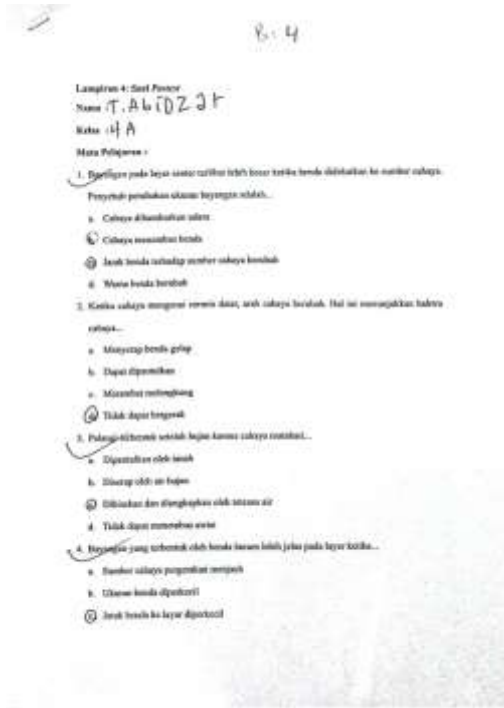 B: 4
Lampiran 4: Soal Postest
Nama : T. AbiDZar
Kelas : 4 A
Mata Pelajaran :
1. Bayangan pada layar senter terlihat lebih besar ketika benda didekatkan ke sumber cahaya.
Penyebab perubahan ukuran bayangan adalah...
a. Cahaya dihamburkan udara
b. Cahaya menembus benda
c. Jarak benda terhadap sumber cahaya berubah
d. Warna benda berubah
2. Ketika cahaya mengenai cermin datar, arah cahaya berubah. Hal ini menunjukkan bahwa
cahaya...
a. Menyerap benda gelap
b. Dapat dipantulkan
c. Merambat melengkung
d. Tidak dapat bergerak
3. Pelangi terbentuk setelah hujan karena cahaya matahari...
a. Dipantulkan oleh tanah
b. Diserap oleh air hujan
c. Dibiaskan dan diuraikan oleh tetesan air
d. Tidak dapat menembus awan
4. Bayangan yang terbentuk oleh benda buram lebih jelas pada layar ketika...
a. Sumber cahaya
b. Ukuran benda diperkecil
c. Jarak benda ke layar diperkecil